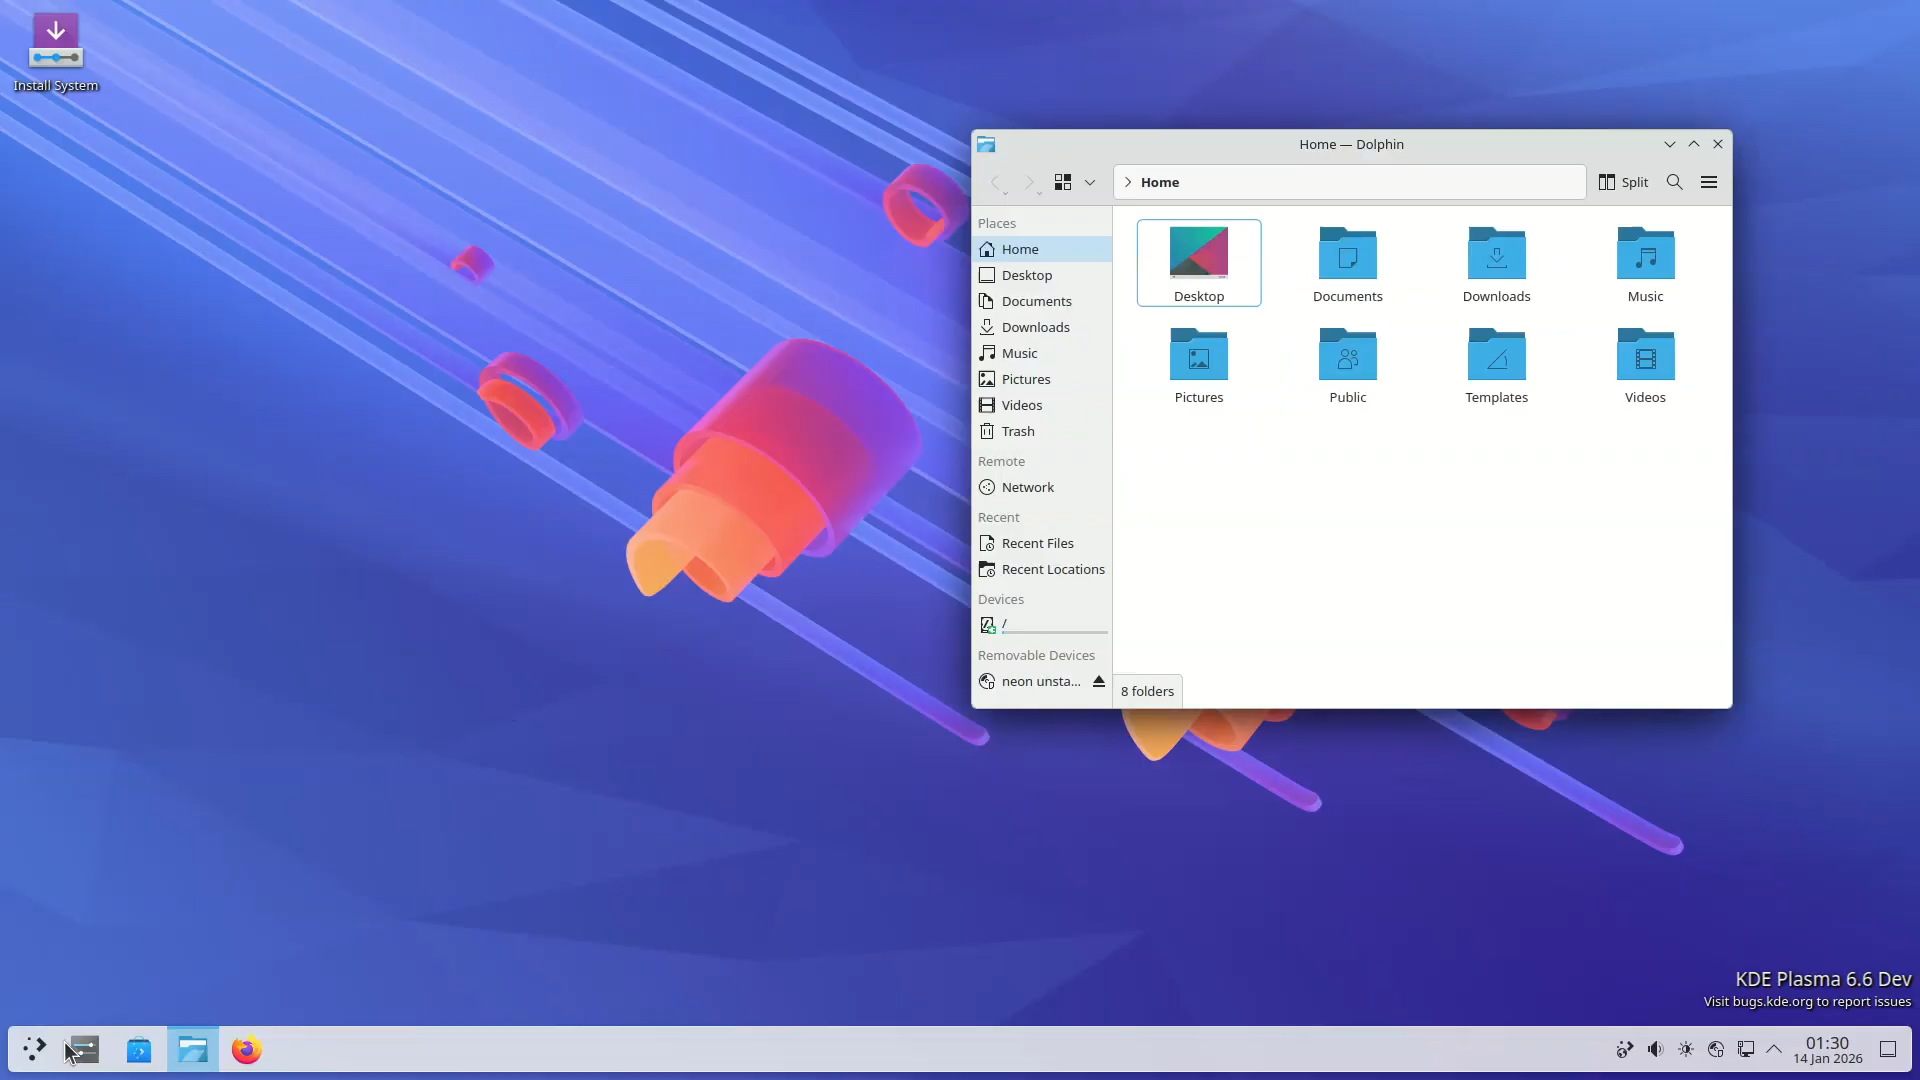 Install System
Home — Dolphin
Home
Split
Places
Home
Desktop
Documents
Downloads
Music
Pictures
Videos
Trash
Remote
Network
Recent
Recent Files
Recent Locations
Devices
/
Removable Devices
neon unsta...
Desktop
Documents
Downloads
Music
Pictures
Public
Templates
Videos
8 folders
KDE Plasma 6.6 Dev
Visit bugs.kde.org to report issues
01:30
14 Jan 2026